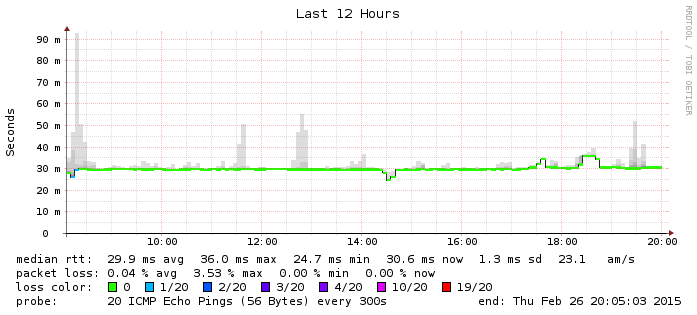 Last 12 Hours
RRDTOOL / TOBI OETIKER
Seconds
90 m
80 m
70 m
60 m
50 m
40 m
30 m
20 m
10 m
0
10:00 12:00 14:00 16:00 18:00 20:00
median rtt: 29.9 ms avg 36.0 ms max 24.7 ms min 30.6 ms now 1.3 ms sd 23.1 am/s
packet loss: 0.04 % avg 3.53 % max 0.00 % min 0.00 % now
loss color: 0 1/20 2/20 3/20 4/20 10/20 19/20
probe: 20 ICMP Echo Pings (56 Bytes) every 300s end: Thu Feb 26 20:05:03 2015